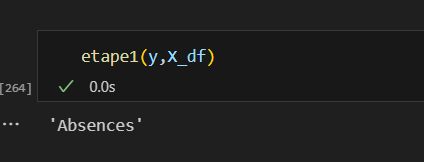 etape1(y,X_df)
[264]
0.0s
... 'Absences'